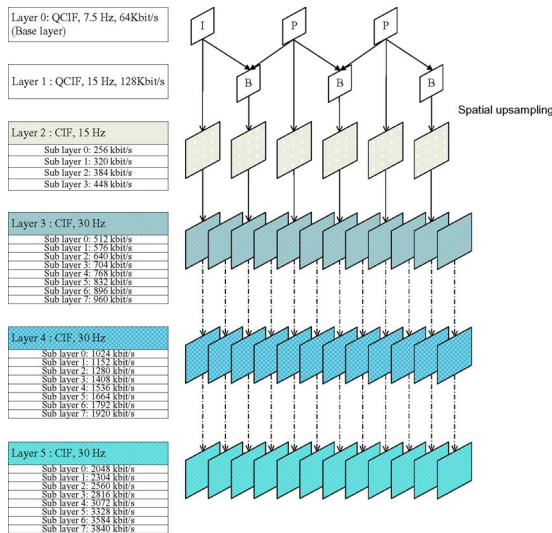 Layer 0: QCIF, 7.5 Hz, 64Kbit/s
(Base layer)
I
P
P
Layer 1 : QCIF, 15 Hz, 128Kbit/s
B
B
B
Spatial upsampling
Layer 2 : CIF, 15 Hz
Sub layer 0: 256 kbit/s
Sub layer 1: 320 kbit/s
Sub layer 2: 384 kbit/s
Sub layer 3: 448 kbit/s
Layer 3 : CIF, 30 Hz
Sub layer 0: 512 kbit/s
Sub layer 1: 576 kbit/s
Sub layer 2: 640 kbit/s
Sub layer 3: 704 kbit/s
Sub layer 4: 768 kbit/s
Sub layer 5: 832 kbit/s
Sub layer 6: 896 kbit/s
Sub layer 7: 960 kbit/s
Layer 4 : CIF, 30 Hz
Sub layer 0: 1024 kbit/s
Sub layer 1: 1152 kbit/s
Sub layer 2: 1280 kbit/s
Sub layer 3: 1408 kbit/s
Sub layer 4: 1536 kbit/s
Sub layer 5: 1664 kbit/s
Sub layer 6: 1792 kbit/s
Sub layer 7: 1920 kbit/s
Layer 5 : CIF, 30 Hz
Sub layer 0: 2048 kbit/s
Sub layer 1: 2304 kbit/s
Sub layer 2: 2560 kbit/s
Sub layer 3: 2816 kbit/s
Sub layer 4: 3072 kbit/s
Sub layer 5: 3328 kbit/s
Sub layer 6: 3584 kbit/s
Sub layer 7: 3840 kbit/s